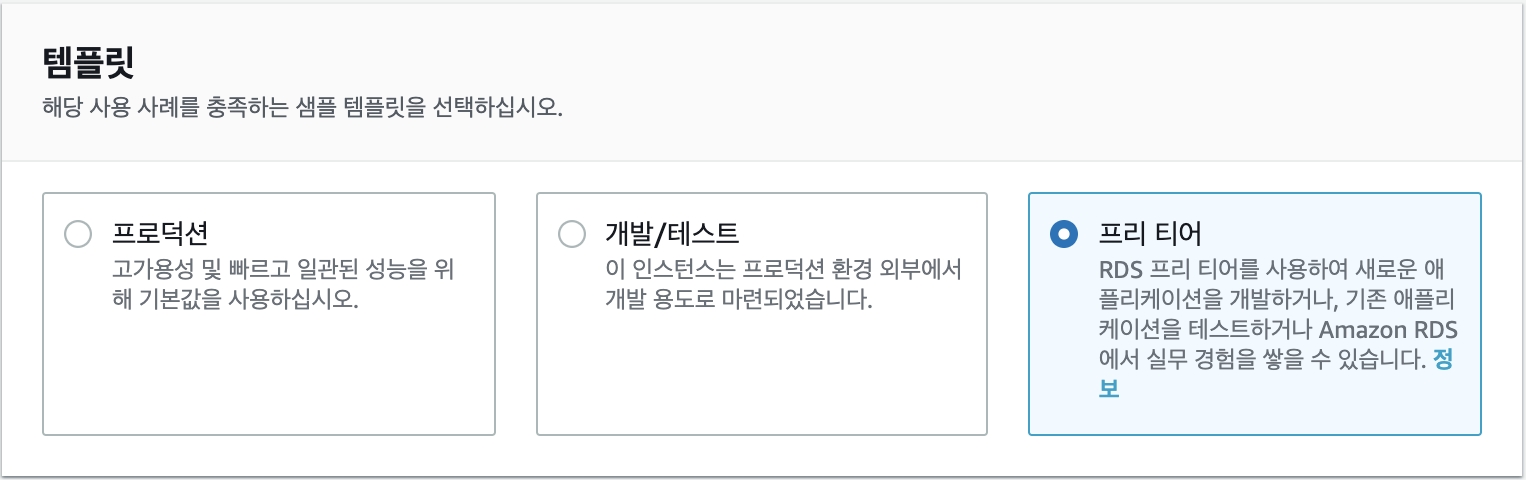 템플릿
해당 사용 사례를 충족하는 샘플 템플릿을 선택하십시오.
프로덕션
고가용성 및 빠르고 일관된 성능을 위
해 기본값을 사용하십시오.
개발/테스트
이 인스턴스는 프로덕션 환경 외부에서
개발 용도로 마련되었습니다.
프리 티어
RDS 프리 티어를 사용하여 새로운 애
플리케이션을 개발하거나, 기존 애플리
케이션을 테스트하거나 Amazon RDS
에서 실무 경험을 쌓을 수 있습니다. 정
보